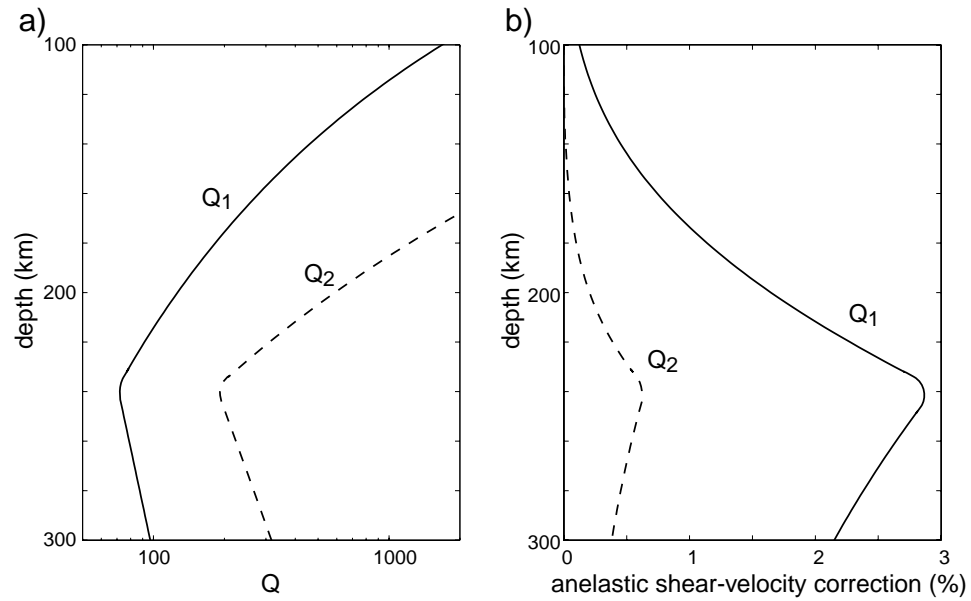 a)
100
200
300
depth (km)
Q1
Q2
100
1000
Q
b)
100
200
300
depth (km)
Q1
Q2
0
1
2
3
anelastic shear-velocity correction (%)